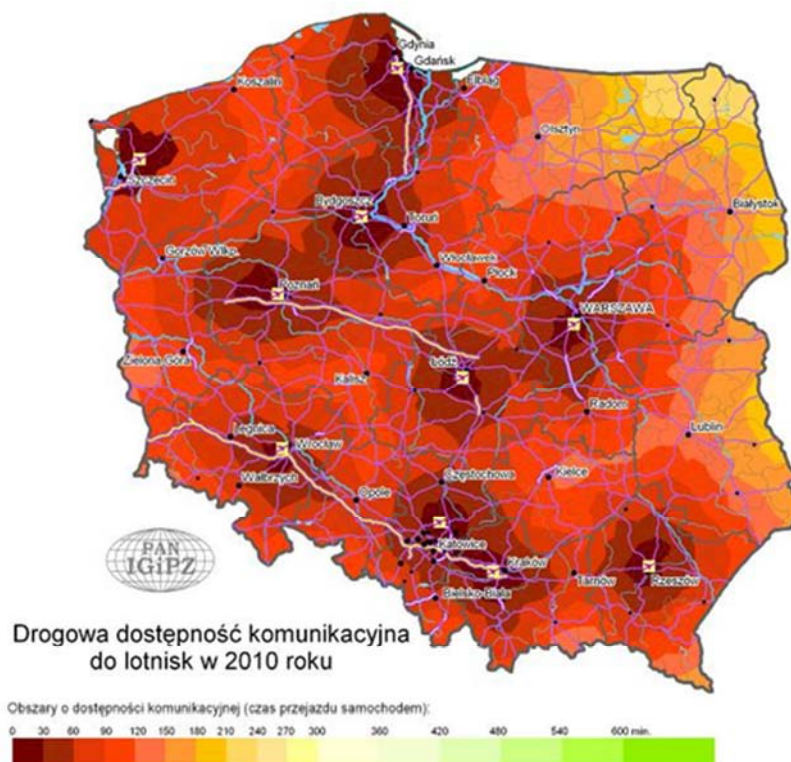 Gdynia
Gdańsk
Koszalin
Elbląg
Olsztyn
Szczecin
Bydgoszcz
Toruń
Białystok
Gorzów Wlkp.
Włocławek
Płock
Poznań
WARSZAWA
Zielona Góra
Kalisz
Łódź
Radom
Legnica
Wrocław
Lublin
Wałbrzych
Opole
Częstochowa
Kielce
PAN
IGiPZ
Katowice
Kraków
Tarnów
Rzeszów
Bielsko-Biała
Drogowa dostępność komunikacyjna
do lotnisk w 2010 roku
Obszary o dostępności komunikacyjnej (czas przejazdu samochodem):
0 30 60 90 120 150 180 210 240 270 300 360 420 480 540 600 min.